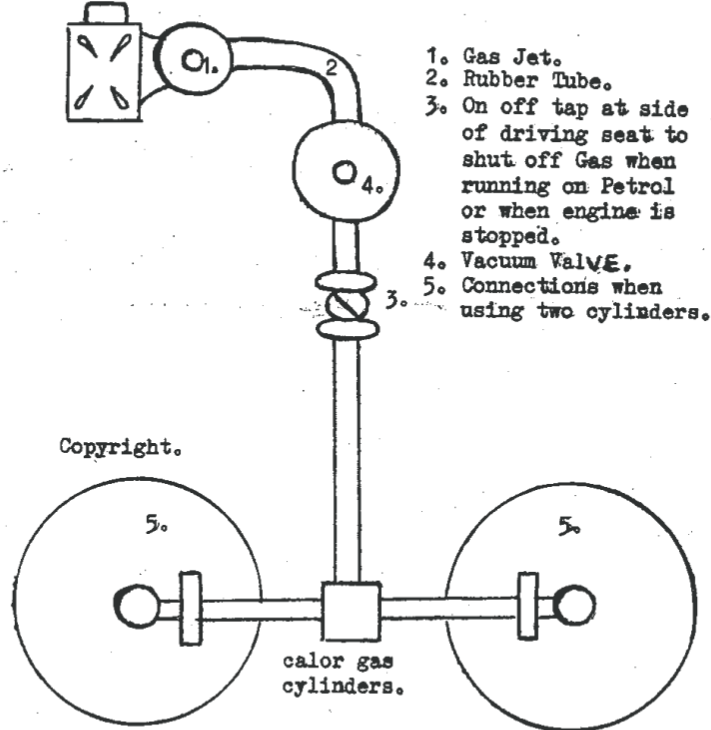 1. Gas Jet.
2. Rubber Tube.
3. On off tap at side
of driving seat to
shut off Gas when
running on Petrol
or when engine is
stopped.
4. Vacuum ValVE.
5. Connections when
using two cylinders.
1.
2
4.
3.
Copyright.
5.
5.
calor gas
cylinders.